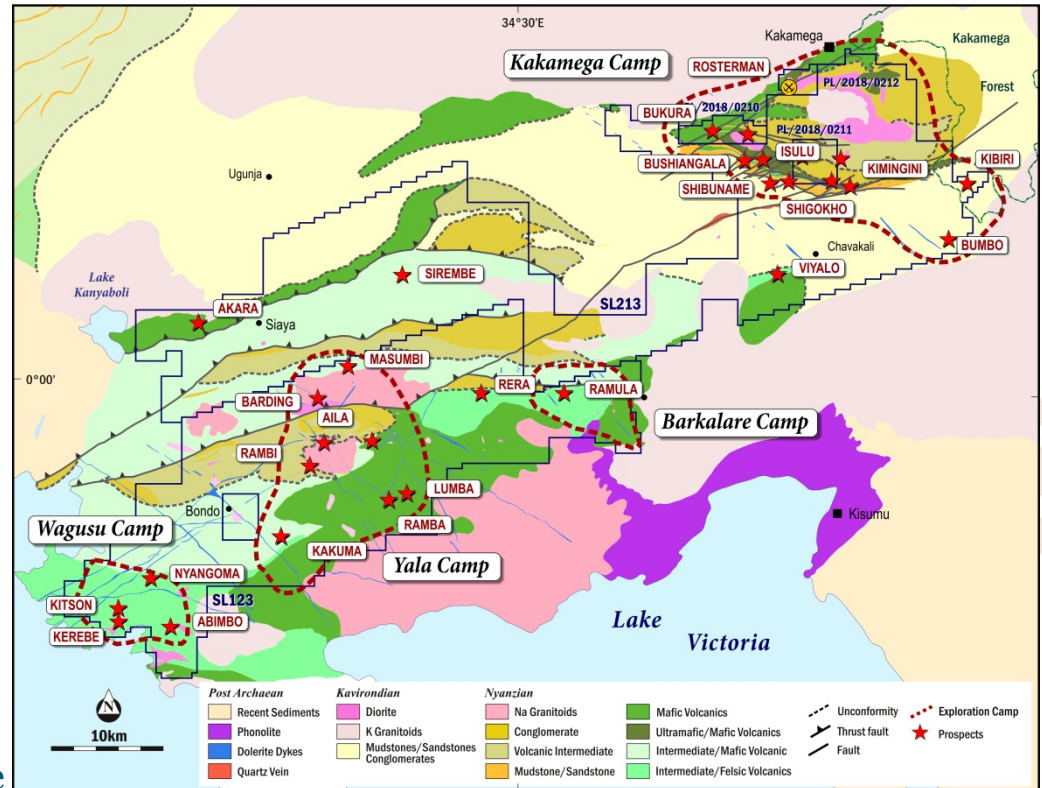 34°30'E
Kakamega Camp
Kakamega
Kakamega
Forest
ROSTERMAN
PL/2018/0212
/2018/0210
BUKURA
PL/2018/0211
ISULU
BUSHIANGALA
KIMINGINI
KIBIRI
SHIBUNAME
SHIGOKHO
Ugunja
BUMBO
Chavakali
VIYALO
Lake
Kanyaboli
SIREMBE
SL213
AKARA
Siaya
0°00'
MASUMBI
RERA
RAMULA
BARDING
AILA
Barkalare Camp
RAMBI
LUMBA
Bondo
RAMBA
Kisumu
Wagusu Camp
KAKUMA
Yala Camp
NYANGOMA
KITSON
SL123
ABIMBO
KEREBE
Lake
Victoria
N
10km
Post Archaean
Recent Sediments
Phonolite
Dolerite Dykes
Quartz Vein
Kavirondian
Diorite
K Granitoids
Mudstones/Sandstones
Conglomerates
Nyanzian
Na Granitoids
Conglomerate
Volcanic Intermediate
Mudstone/Sandstone
Mafic Volcanics
Ultramafic/Mafic Volcanics
Intermediate/Mafic Volcanic
Intermediate/Felsic Volcanics
Unconformity
Thrust fault
Fault
Exploration Camp
Prospects
e